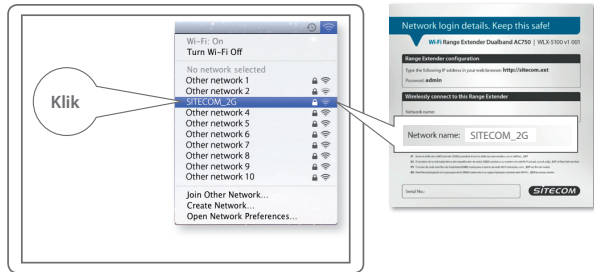 Klik
Wi-Fi: On
Turn Wi-Fi Off
No network selected
Other network 1
Other network 2
SITECOM_2G
Other network 4
Other network 5
Other network 6
Other network 7
Other network 8
Other network 9
Other network 10
Join Other Network...
Create Network...
Open Network Preferences...
Network login details. Keep this safe!
Wi-Fi Range Extender Dualband AC750 | WLX-5100 v1 001
Range Extender configuration
Type the following IP address in your web browser: http://sitecom.ext
Password: admin
Wirelessly connect to this Range Extender
Network name:
Network name: SITECOM_2G
Serial No.:
SITECOM